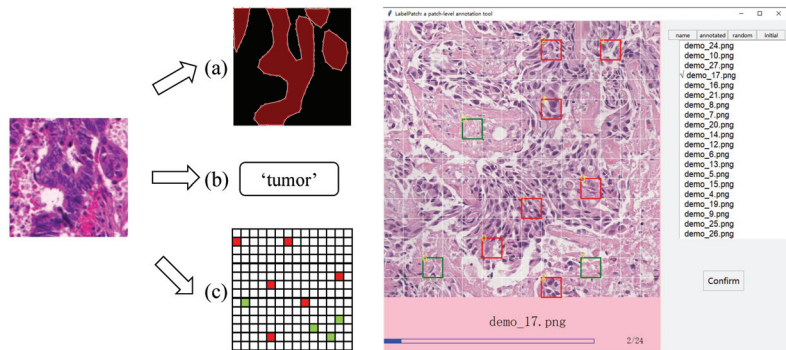 (a)
(b)
'tumor'
(c)
LabelPatch: a patch-level annotation tool
name annotated random initial
demo_24.png
demo_10.png
demo_27.png
√ demo_17.png
demo_16.png
demo_21.png
demo_8.png
demo_7.png
demo_20.png
demo_14.png
demo_12.png
demo_6.png
demo_13.png
demo_5.png
demo_15.png
demo_4.png
demo_19.png
demo_9.png
demo_25.png
demo_26.png
Confirm
demo_17.png
2/24